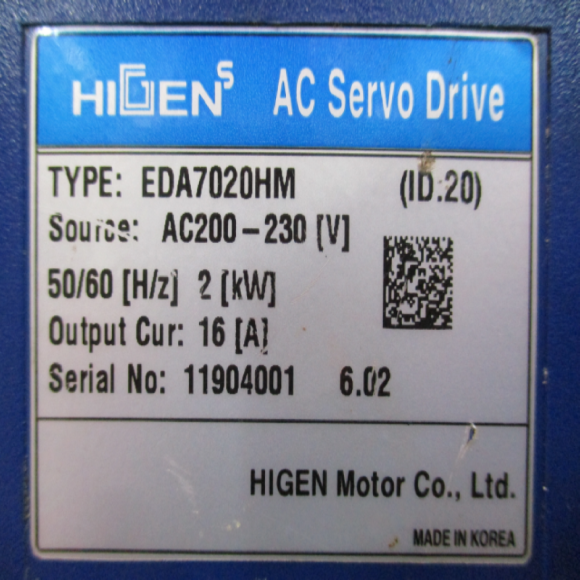 HIGENS AC Servo Drive
TYPE: EDA7020HM (ID:20)
Source: AC200-230 [V]
50/60 [H/z] 2 [kW]
Output Cur: 16 [A]
Serial No: 11904001 6.02
HIGEN Motor Co., Ltd.
MADE IN KOREA